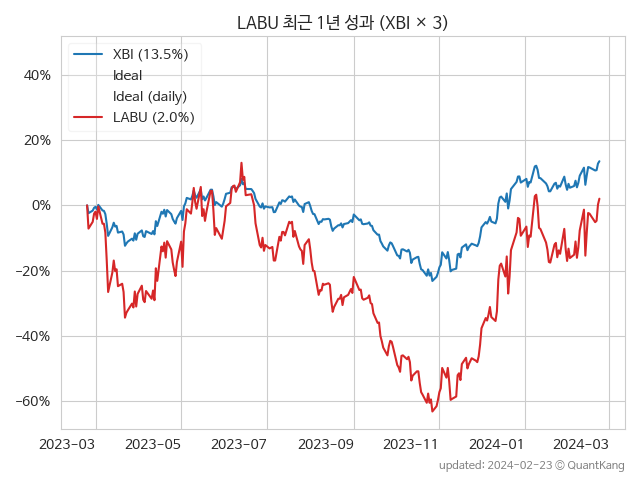 LABU 최근 1년 성과 (XBI × 3)
XBI (13.5%)
Ideal
Ideal (daily)
LABU (2.0%)
40%
20%
0%
−20%
−40%
−60%
2023-03 2023-05 2023-07 2023-09 2023-11 2024-01 2024-03
updated: 2024-02-23 © QuantKang